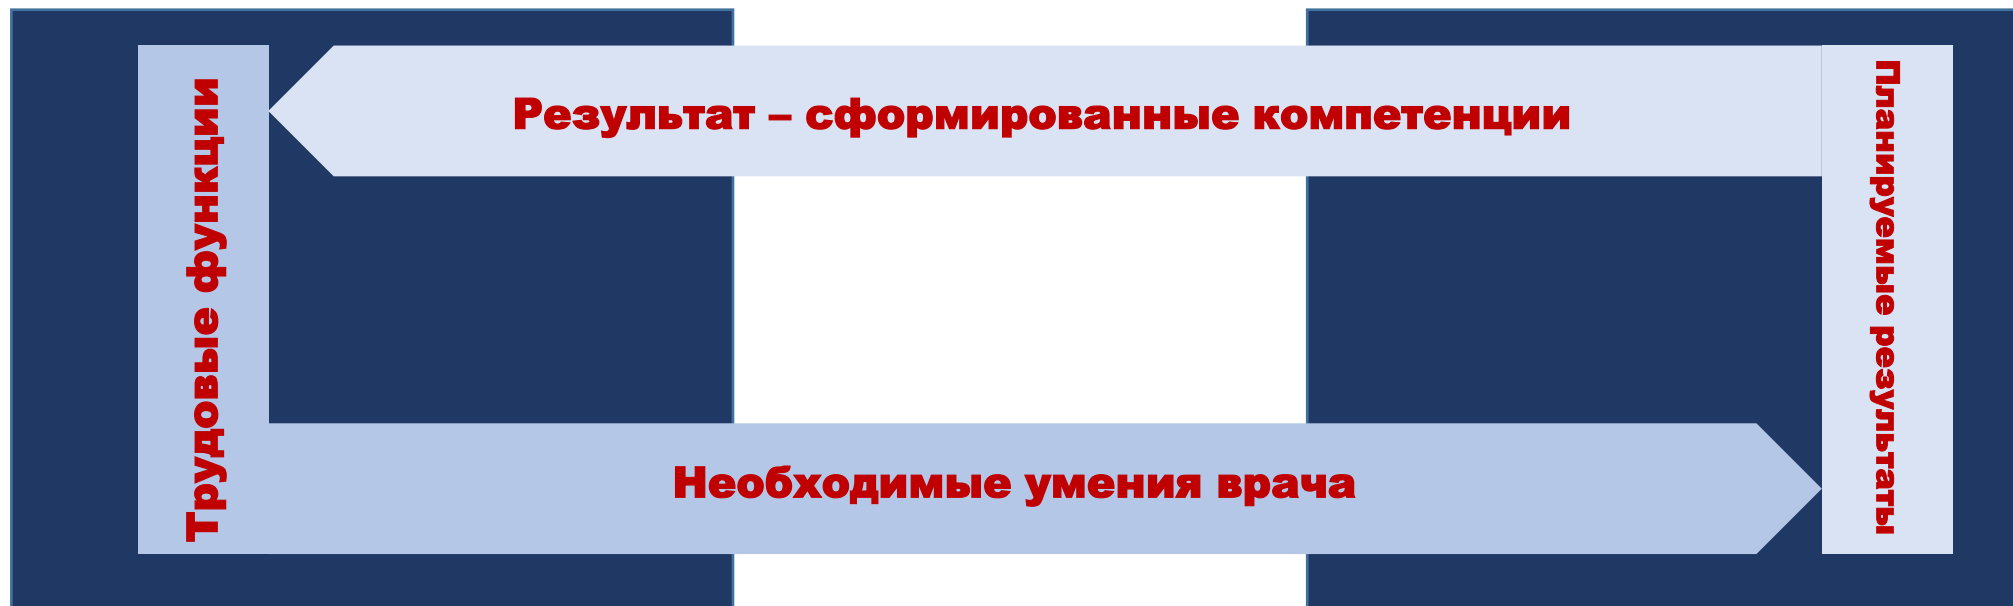 Трудовые функции
Результат – сформированные компетенции
Планируемые результаты
Необходимые умения врача